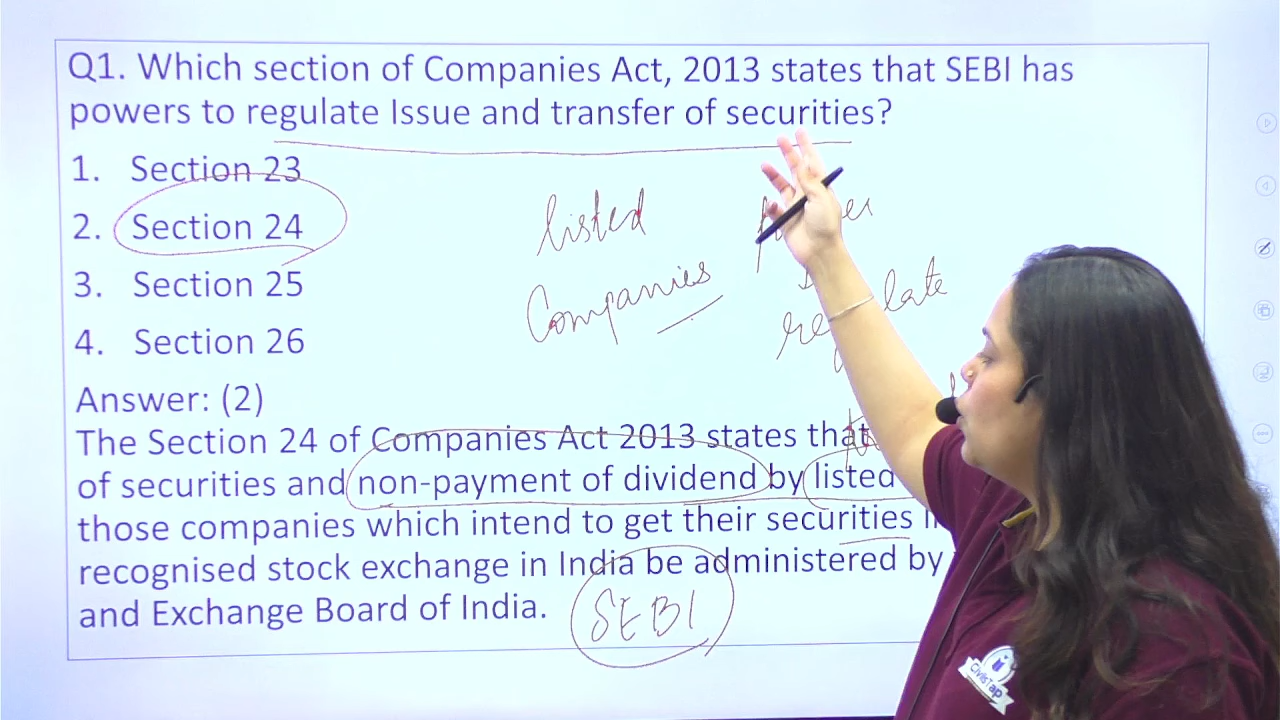 Q1. Which section of Companies Act, 2013 states that SEBI has
powers to regulate Issue and transfer of securities?
1. Section 23
2. Section 24
3. Section 25
4. Section 26
listed
Companies
Answer: (2)
The Section 24 of Companies Act 2013 states that
of securities and non-payment of dividend by listed
those companies which intend to get their securities
recognised stock exchange in India be administered by
and Exchange Board of India.
SEBI
CivilsTap